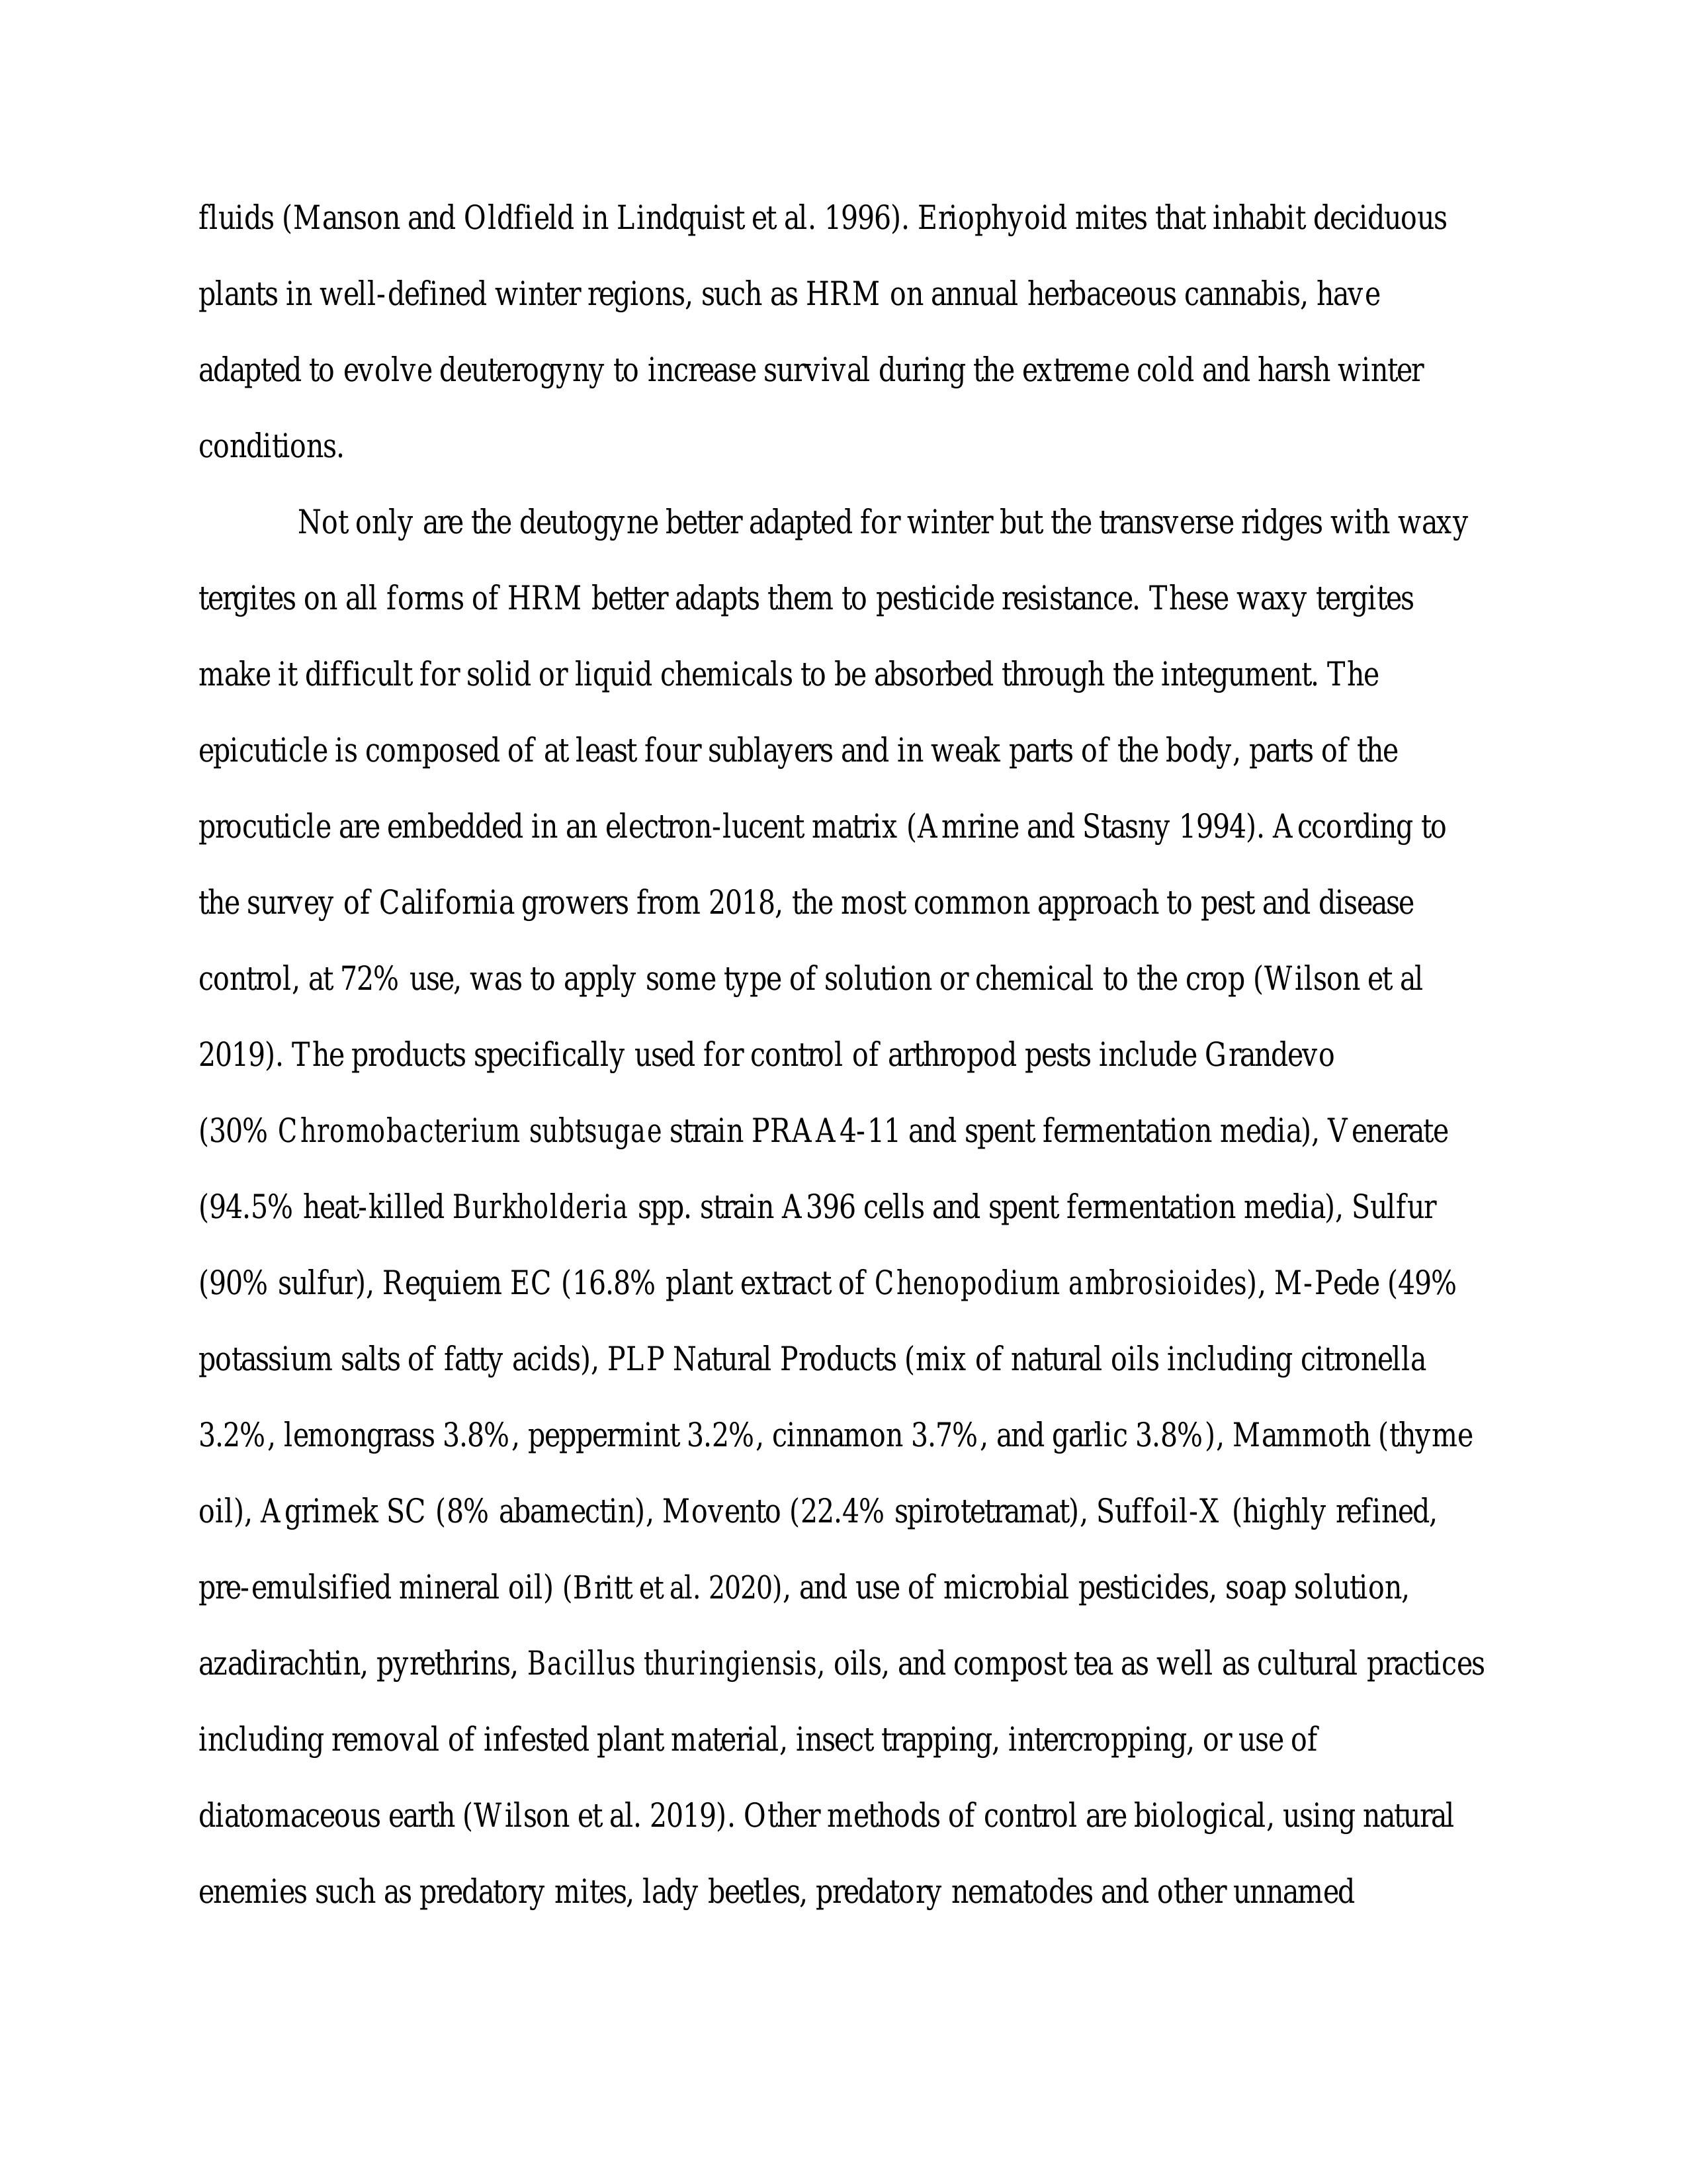 fluids (Manson and Oldfield in Lindquist et al. 1996). Eriophyoid mites that inhabit deciduous
plants in well-defined winter regions, such as HRM on annual herbaceous cannabis, have
adapted to evolve deuterogyny to increase survival during the extreme cold and harsh winter
conditions.
Not only are the deutogyne better adapted for winter but the transverse ridges with waxy
tergites on all forms of HRM better adapts them to pesticide resistance. These waxy tergites
make it difficult for solid or liquid chemicals to be absorbed through the integument. The
epicuticle is composed of at least four sublayers and in weak parts of the body, parts of the
procuticle are embedded in an electron-lucent matrix (Amrine and Stasny 1994). According to
the survey of California growers from 2018, the most common approach to pest and disease
control, at 72% use, was to apply some type of solution or chemical to the crop (Wilson et al
2019). The products specifically used for control of arthropod pests include Grandevo
(30% Chromobacterium subtsugae strain PRAA4-11 and spent fermentation media), Venerate
(94.5% heat-killed Burkholderia spp. strain A396 cells and spent fermentation media), Sulfur
(90% sulfur), Requiem EC (16.8% plant extract of Chenopodium ambrosioides), M-Pede (49%
potassium salts of fatty acids), PLP Natural Products (mix of natural oils including citronella
3.2%, lemongrass 3.8%, peppermint 3.2%, cinnamon 3.7%, and garlic 3.8%), Mammoth (thyme
oil), Agrimek SC (8% abamectin), Movento (22.4% spirotetramat), Suffoil-X (highly refined,
pre-emulsified mineral oil) (Britt et al. 2020), and use of microbial pesticides, soap solution,
azadirachtin, pyrethrins, Bacillus thuringiensis, oils, and compost tea as well as cultural practices
including removal of infested plant material, insect trapping, intercropping, or use of
diatomaceous earth (Wilson et al. 2019). Other methods of control are biological, using natural
enemies such as predatory mites, lady beetles, predatory nematodes and other unnamed